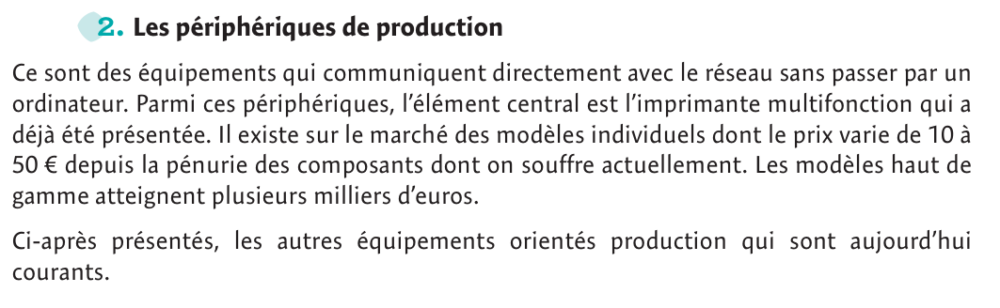 2. Les périphériques de production
Ce sont des équipements qui communiquent directement avec le réseau sans passer par un
ordinateur. Parmi ces périphériques, l’élément central est l’imprimante multifonction qui a
déjà été présentée. Il existe sur le marché des modèles individuels dont le prix varie de 10 à
50 € depuis la pénurie des composants dont on souffre actuellement. Les modèles haut de
gamme atteignent plusieurs milliers d’euros.
Ci-après présentés, les autres équipements orientés production qui sont aujourd’hui
courants.